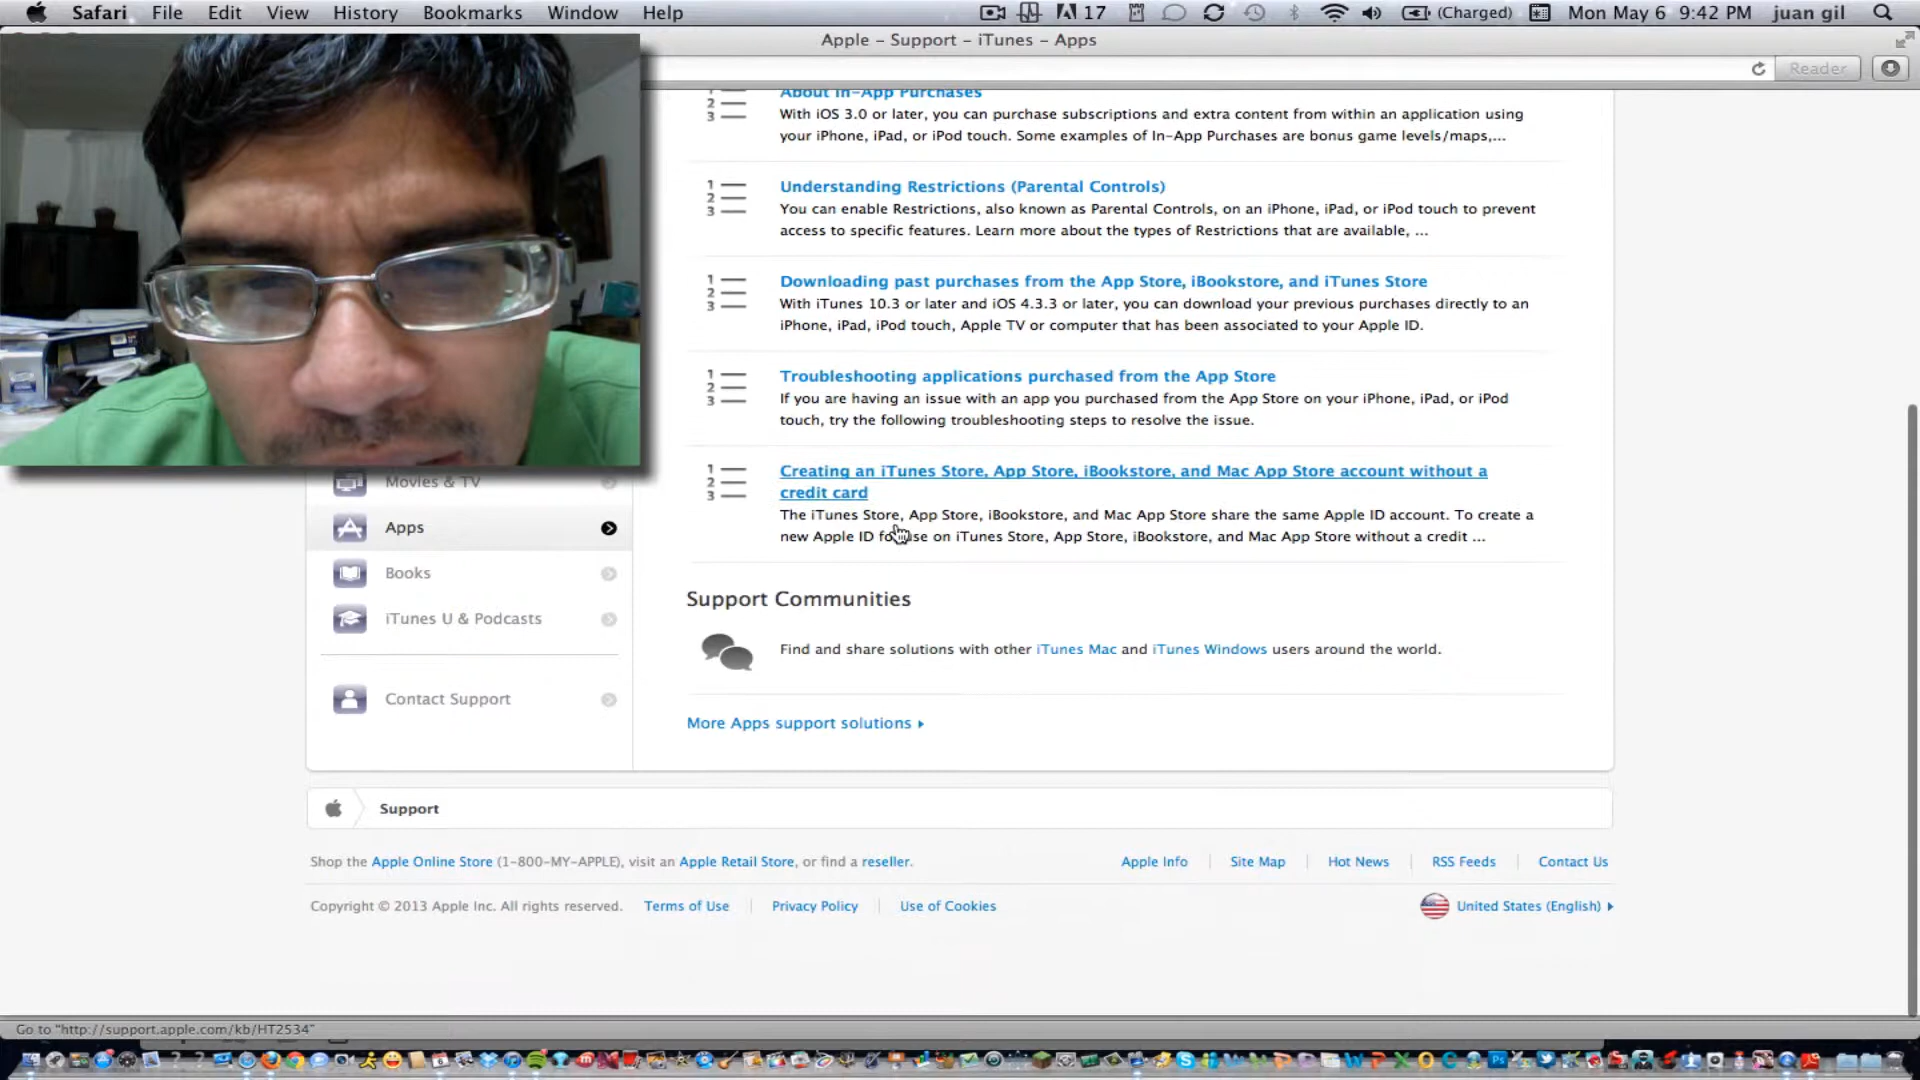 Safari File Edit View History Bookmarks Window Help 17 (Charged) Mon May 6 9:42 PM juan gil
Apple – Support – iTunes – Apps
Reader
About In-App Purchases
With iOS 3.0 or later, you can purchase subscriptions and extra content from within an application using
your iPhone, iPad, or iPod touch. Some examples of In-App Purchases are bonus game levels/maps,...
Understanding Restrictions (Parental Controls)
You can enable Restrictions, also known as Parental Controls, on an iPhone, iPad, or iPod touch to prevent
access to specific features. Learn more about the types of Restrictions that are available, ...
Downloading past purchases from the App Store, iBookstore, and iTunes Store
With iTunes 10.3 or later and iOS 4.3.3 or later, you can download your previous purchases directly to an
iPhone, iPad, iPod touch, Apple TV or computer that has been associated to your Apple ID.
Troubleshooting applications purchased from the App Store
If you are having an issue with an app you purchased from the App Store on your iPhone, iPad, or iPod
touch, try the following troubleshooting steps to resolve the issue.
Creating an iTunes Store, App Store, iBookstore, and Mac App Store account without a
credit card
The iTunes Store, App Store, iBookstore, and Mac App Store share the same Apple ID account. To create a
new Apple ID for use on iTunes Store, App Store, iBookstore, and Mac App Store without a credit ...
Movies & TV
Apps
Books
iTunes U & Podcasts
Contact Support
Support Communities
Find and share solutions with other iTunes Mac and iTunes Windows users around the world.
More Apps support solutions
Support
Shop the Apple Online Store (1-800-MY-APPLE), visit an Apple Retail Store, or find a reseller.
Apple Info Site Map Hot News RSS Feeds Contact Us
Copyright © 2013 Apple Inc. All rights reserved. Terms of Use Privacy Policy Use of Cookies
United States (English)
Go to "http://support.apple.com/kb/HT2534"